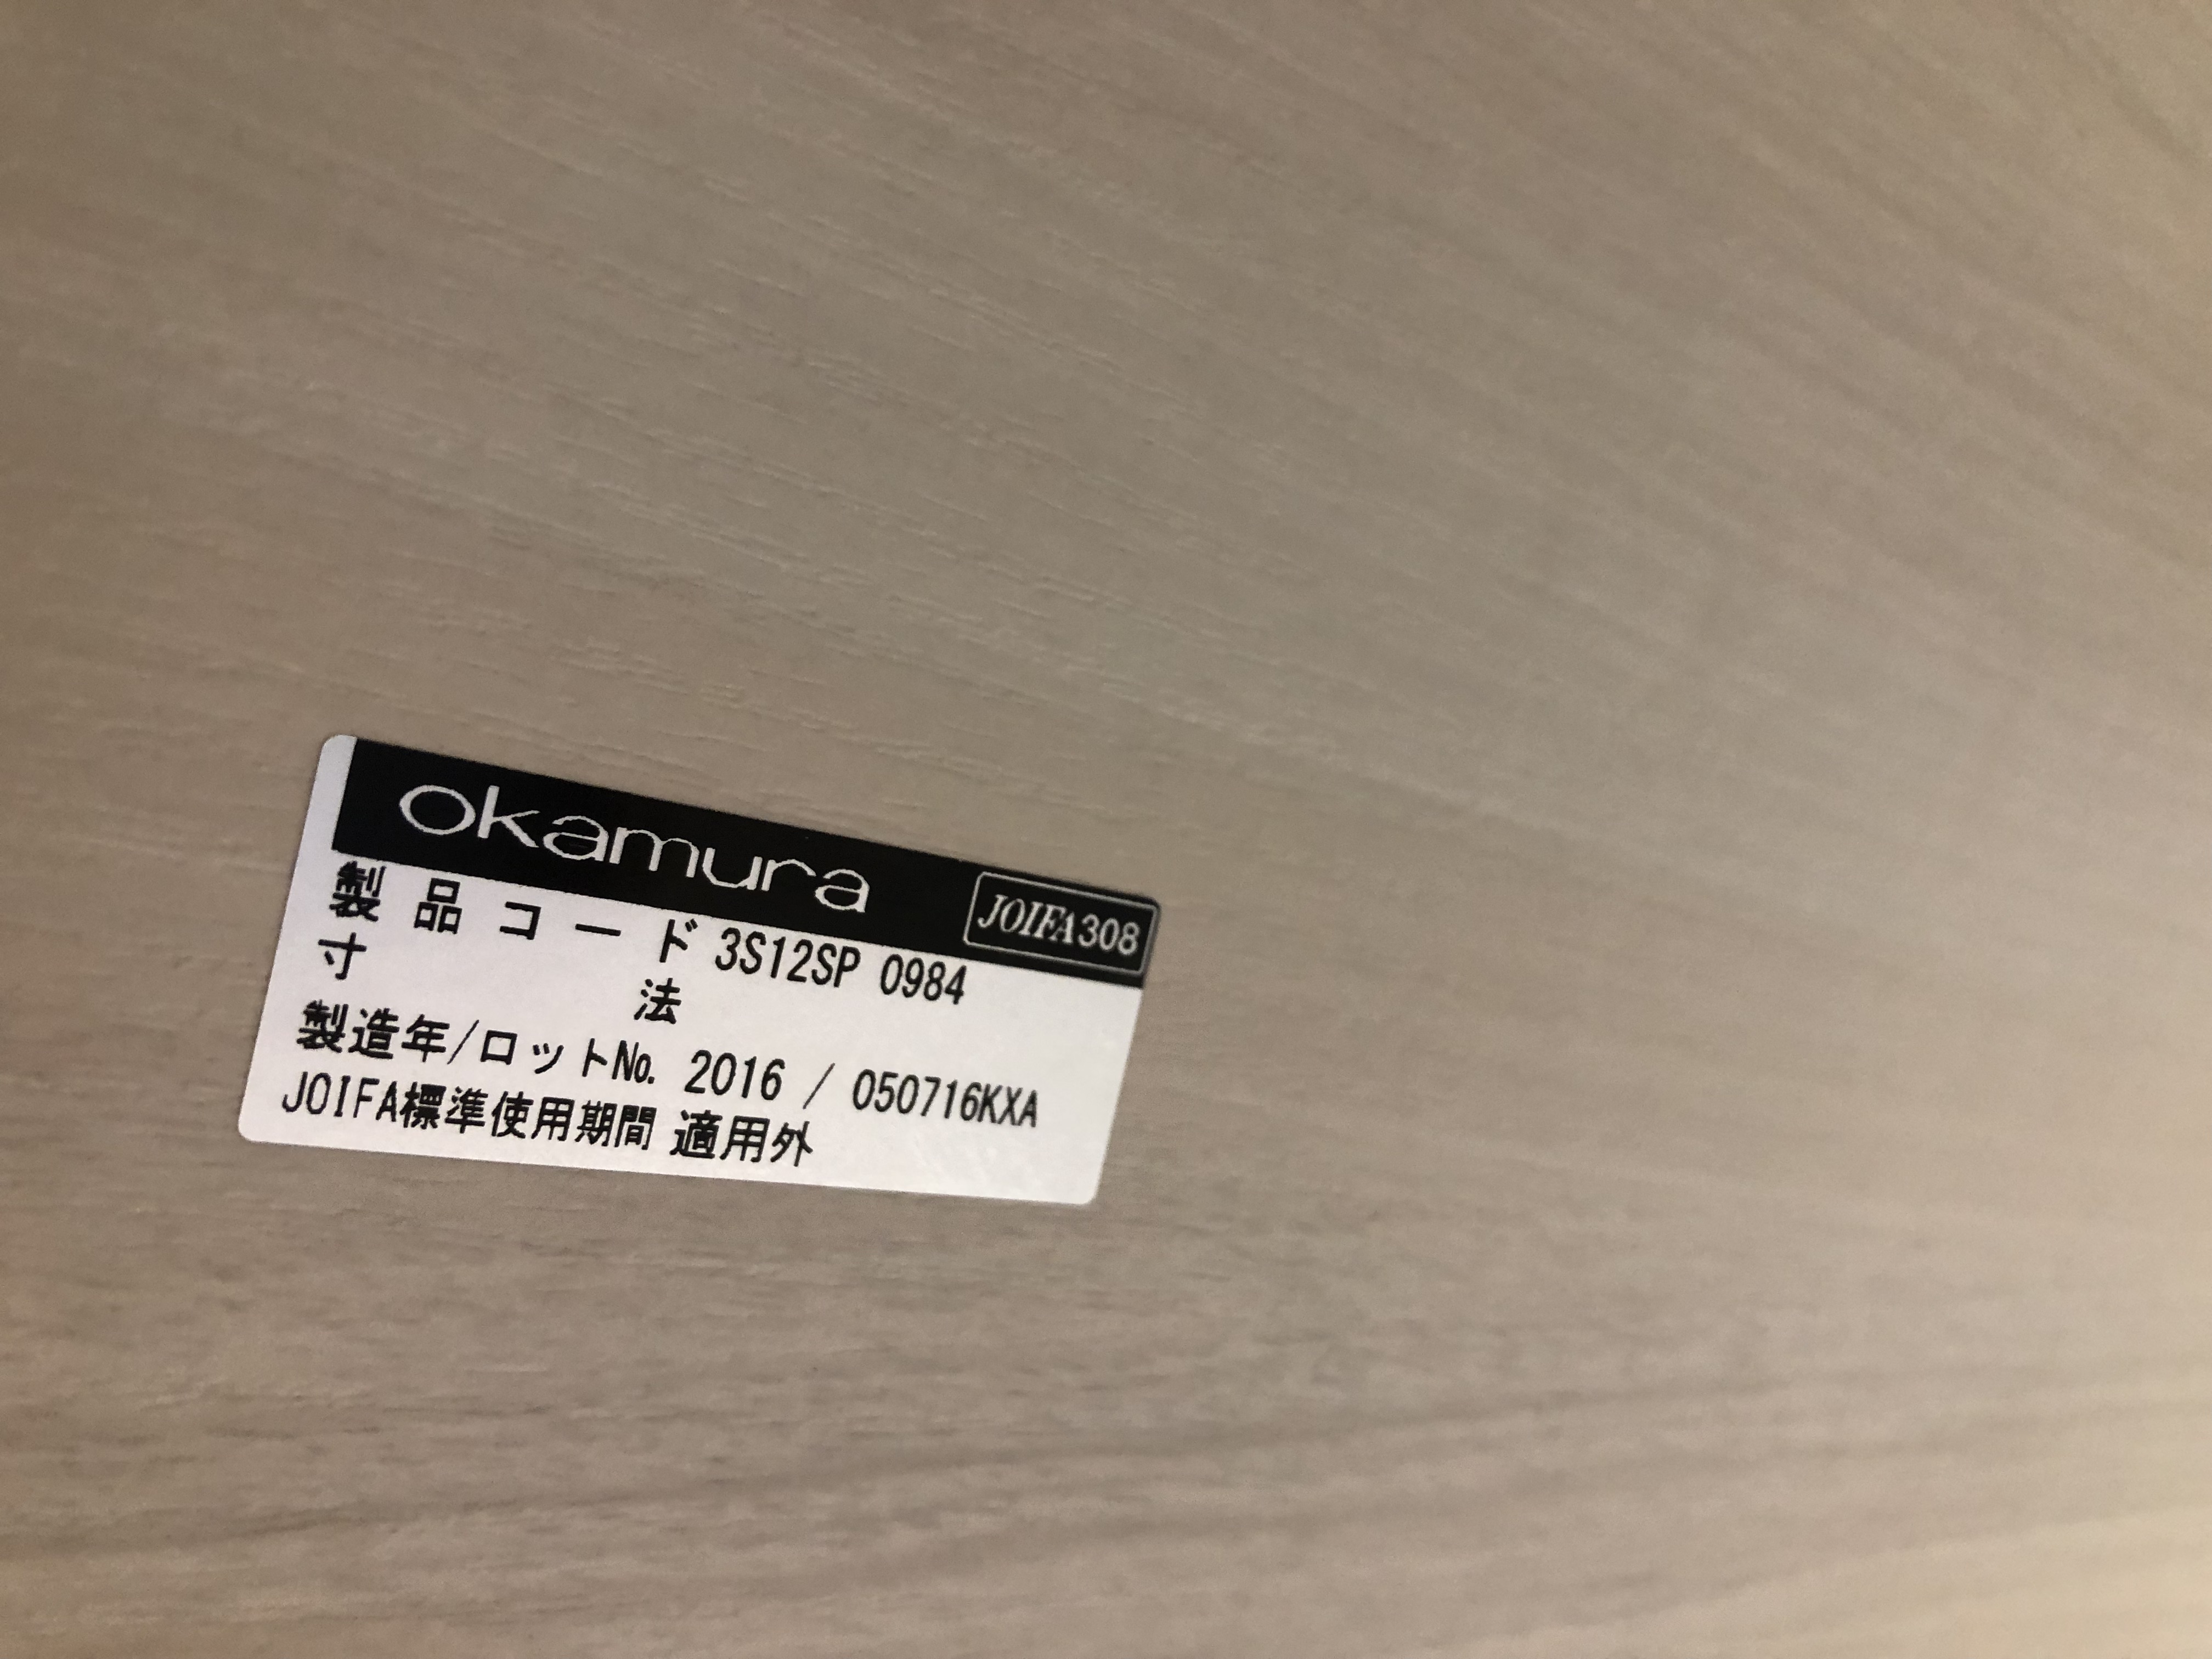 okamura JOIFA308
製品コード 3S12SP 0984
寸法
製造年/ロット№. 2016 / 050716KXA
JOIFA標準使用期間 適用外